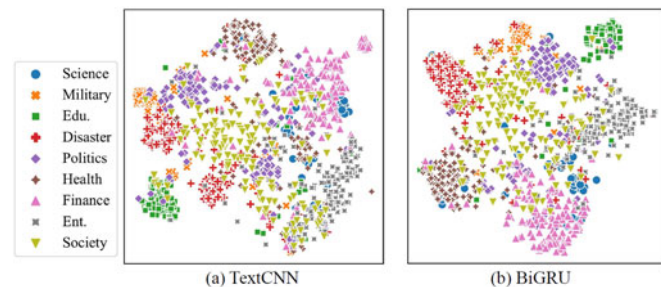 Science
Military
Edu.
Disaster
Politics
Health
Finance
Ent.
Society
(a) TextCNN
(b) BiGRU